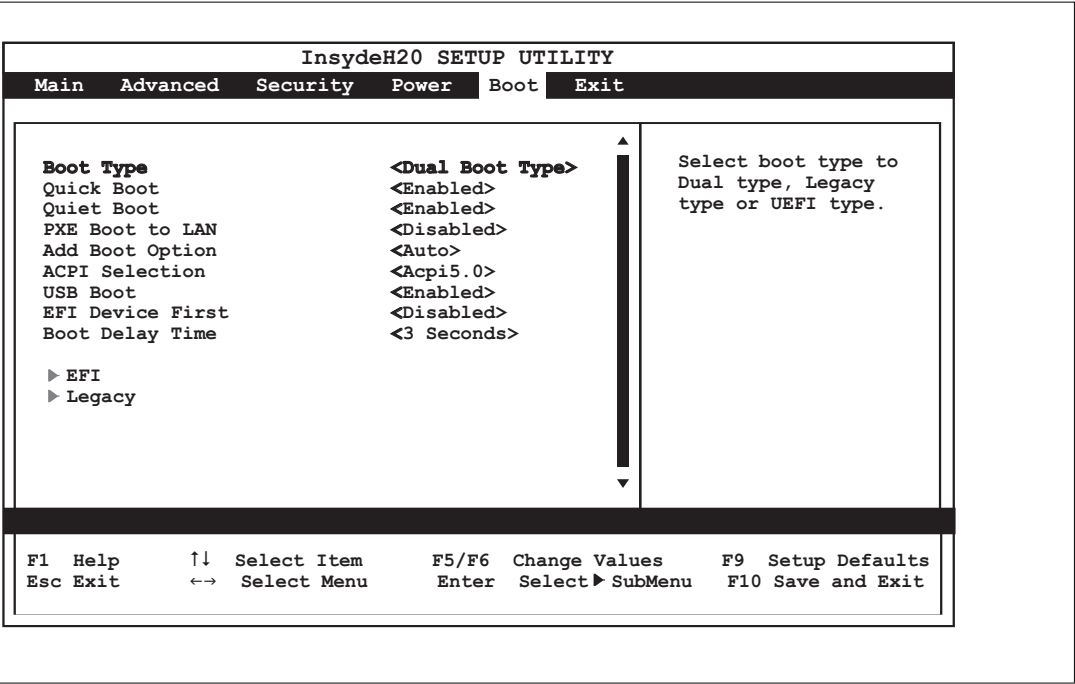 InsydeH20 SETUP UTILITY
Main Advanced Security Power Boot Exit
Boot Type <Dual Boot Type>
Quick Boot <Enabled>
Quiet Boot <Enabled>
PXE Boot to LAN <Disabled>
Add Boot Option <Auto>
ACPI Selection <Acpi5.0>
USB Boot <Enabled>
EFI Device First <Disabled>
Boot Delay Time <3 Seconds>
▶ EFI
▶ Legacy
Select boot type to
Dual type, Legacy
type or UEFI type.
F1 Help ↑↓ Select Item F5/F6 Change Values F9 Setup Defaults
Esc Exit ←→ Select Menu Enter Select ▶ SubMenu F10 Save and Exit